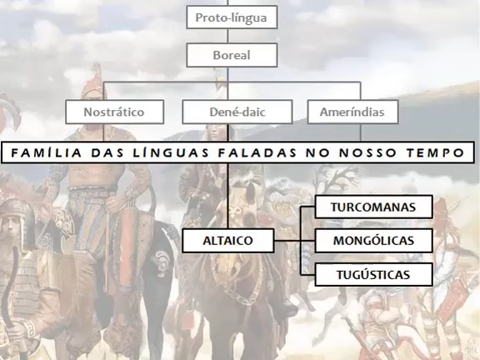 Proto-língua
Boreal
Nostrático
Dené-daic
Ameríndias
FAMÍLIA DAS LÍNGUAS FALADAS NO NOSSO TEMPO
TURCOMANAS
ALTAICO
MONGÓLICAS
TUGÚSTICAS